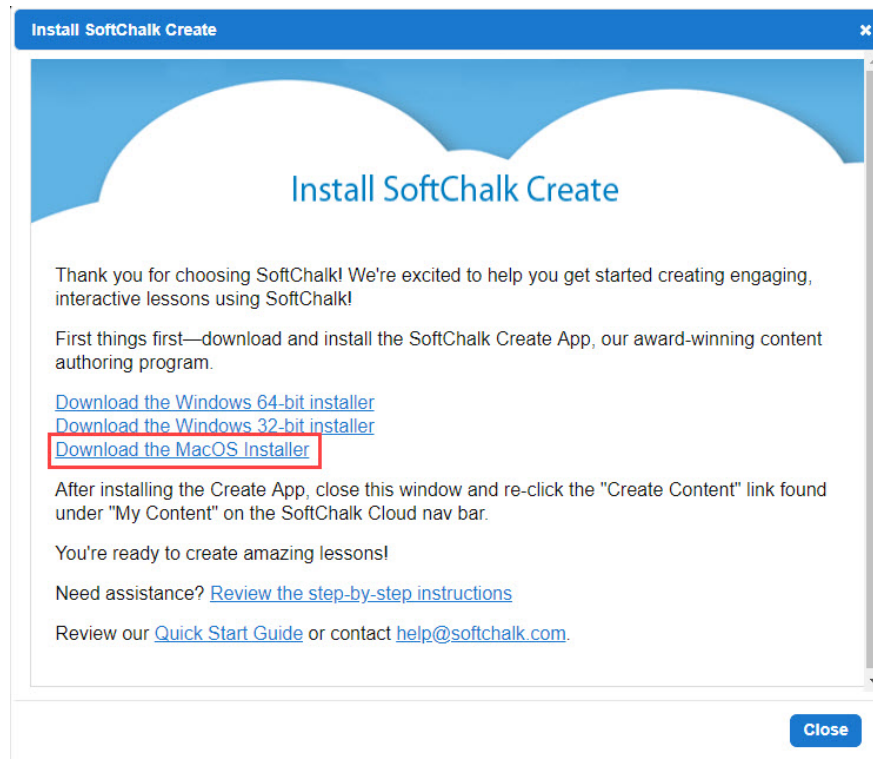 Install SoftChalk Create
Install SoftChalk Create
Thank you for choosing SoftChalk! We're excited to help you get started creating engaging,
interactive lessons using SoftChalk!
First things first—download and install the SoftChalk Create App, our award-winning content
authoring program.
Download the Windows 64-bit installer
Download the Windows 32-bit installer
Download the MacOS Installer
After installing the Create App, close this window and re-click the "Create Content" link found
under "My Content" on the SoftChalk Cloud nav bar.
You're ready to create amazing lessons!
Need assistance? Review the step-by-step instructions
Review our Quick Start Guide or contact help@softchalk.com.
Close